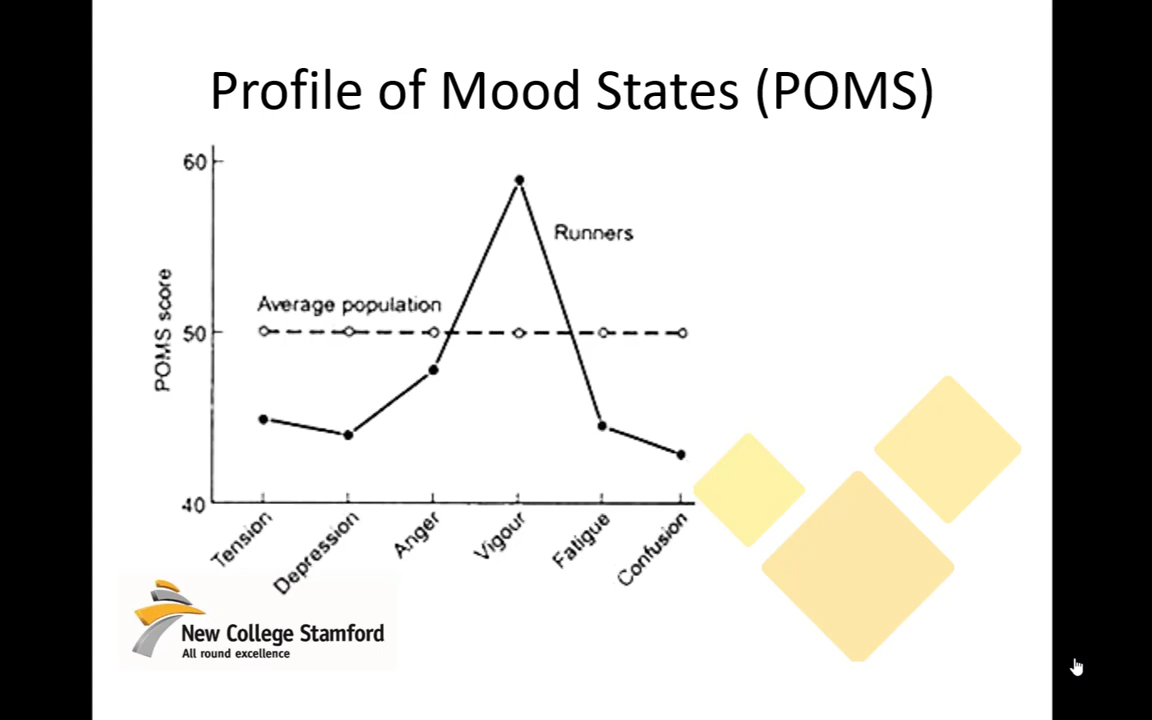 Profile of Mood States (POMS)
60
Runners
Average population
50
POMS score
40
Tension
Depression
Anger
Vigour
Fatigue
Confusion
New College Stamford
All round excellence